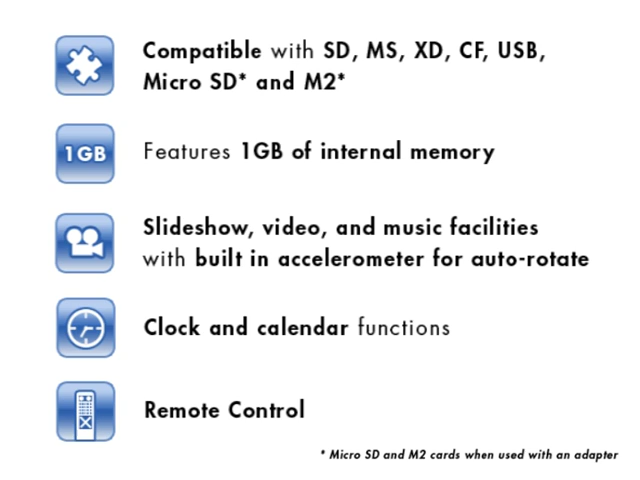 Compatible with SD, MS, XD, CF, USB,
Micro SD* and M2*
1GB
Features 1GB of internal memory
Slideshow, video, and music facilities
with built in accelerometer for auto-rotate
Clock and calendar functions
Remote Control
* Micro SD and M2 cards when used with an adapter